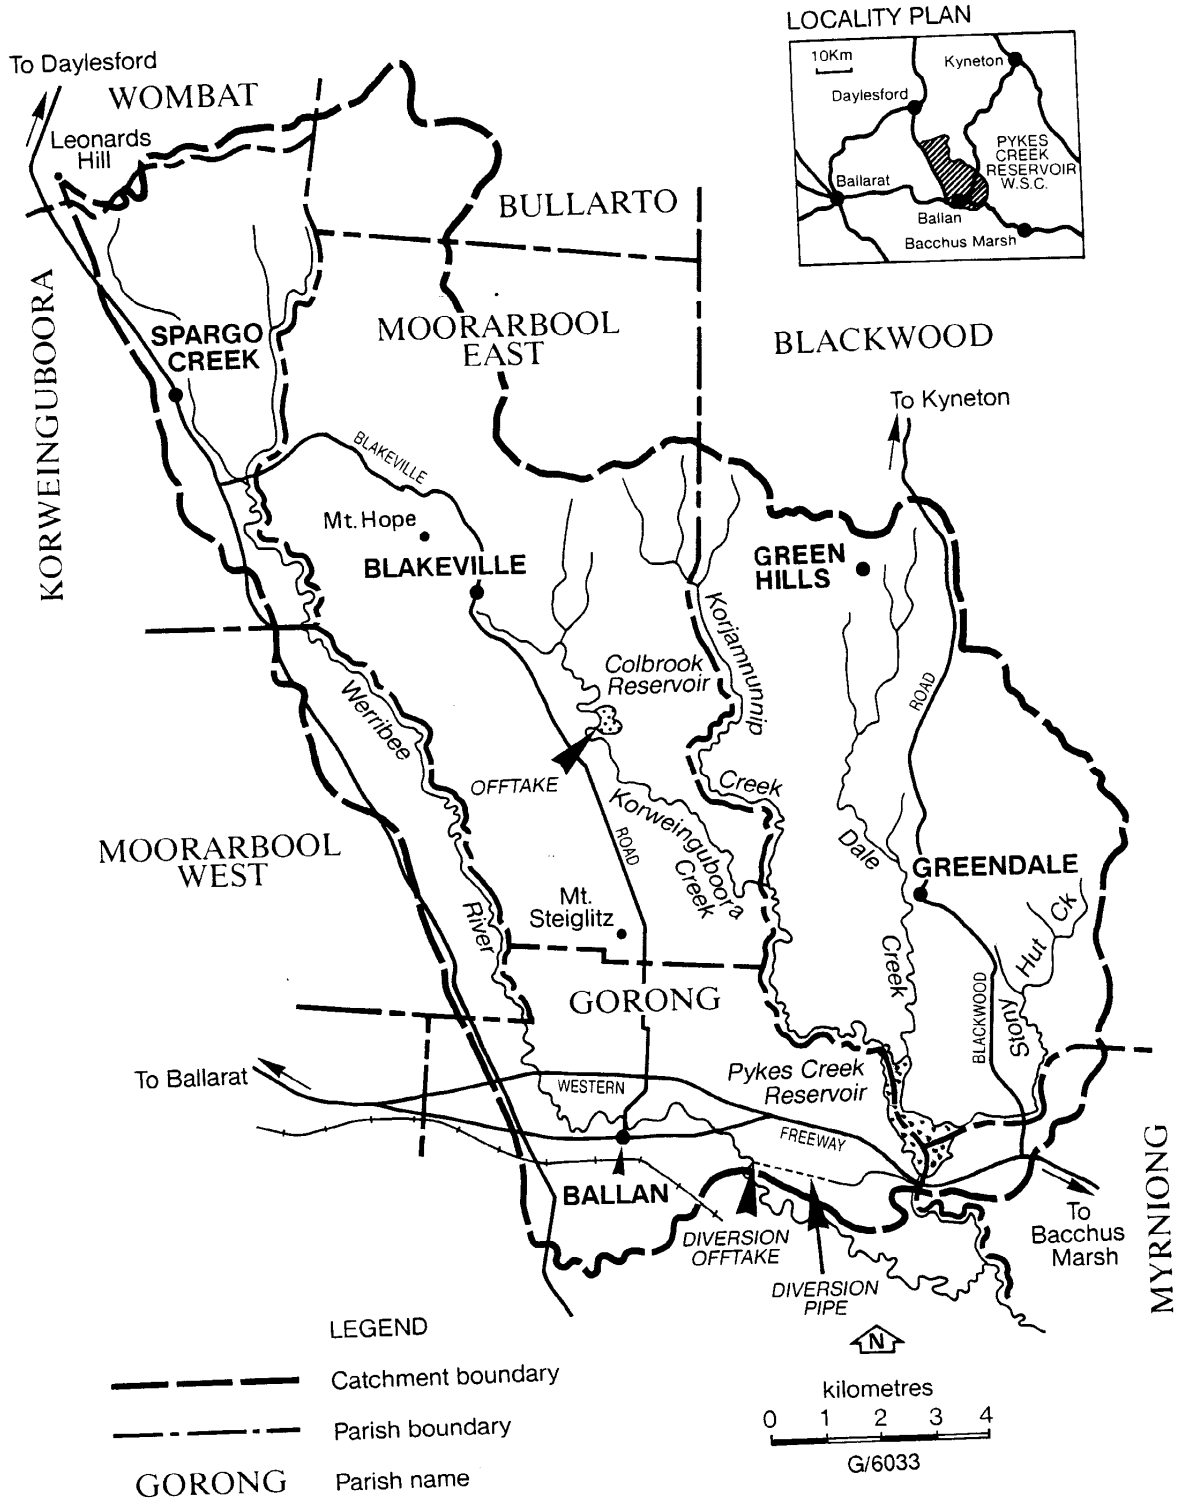 LOCALITY PLAN
10Km
Kyneton
Daylesford
PYKES
CREEK
RESERVOIR
W.S.C.
Ballarat
Ballan
Bacchus Marsh
To Daylesford
WOMBAT
Leonards
Hill
BULLARTO
KORWEINGUBOORA
SPARGO
CREEK
MOORARBOOL
EAST
BLACKWOOD
To Kyneton
BLAKEVILLE
Mt. Hope
BLAKEVILLE
GREEN
HILLS
Korjamnunnip
Creek
Colbrook
Reservoir
Werribee
River
ROAD
OFFTAKE
Korweinguboora
Creek
ROAD
Dale
Creek
MOORARBOOL
WEST
GREENDALE
Mt.
Steiglitz
Stony
Hut
Ck
GORONG
BLACKWOOD
To Ballarat
WESTERN
FREEWAY
Pykes Creek
Reservoir
BALLAN
DIVERSION
OFFTAKE
DIVERSION
PIPE
To
Bacchus
Marsh
MYRNIONG
N
LEGEND
Catchment boundary
Parish boundary
GORONG Parish name
kilometres
0 1 2 3 4
G/6033